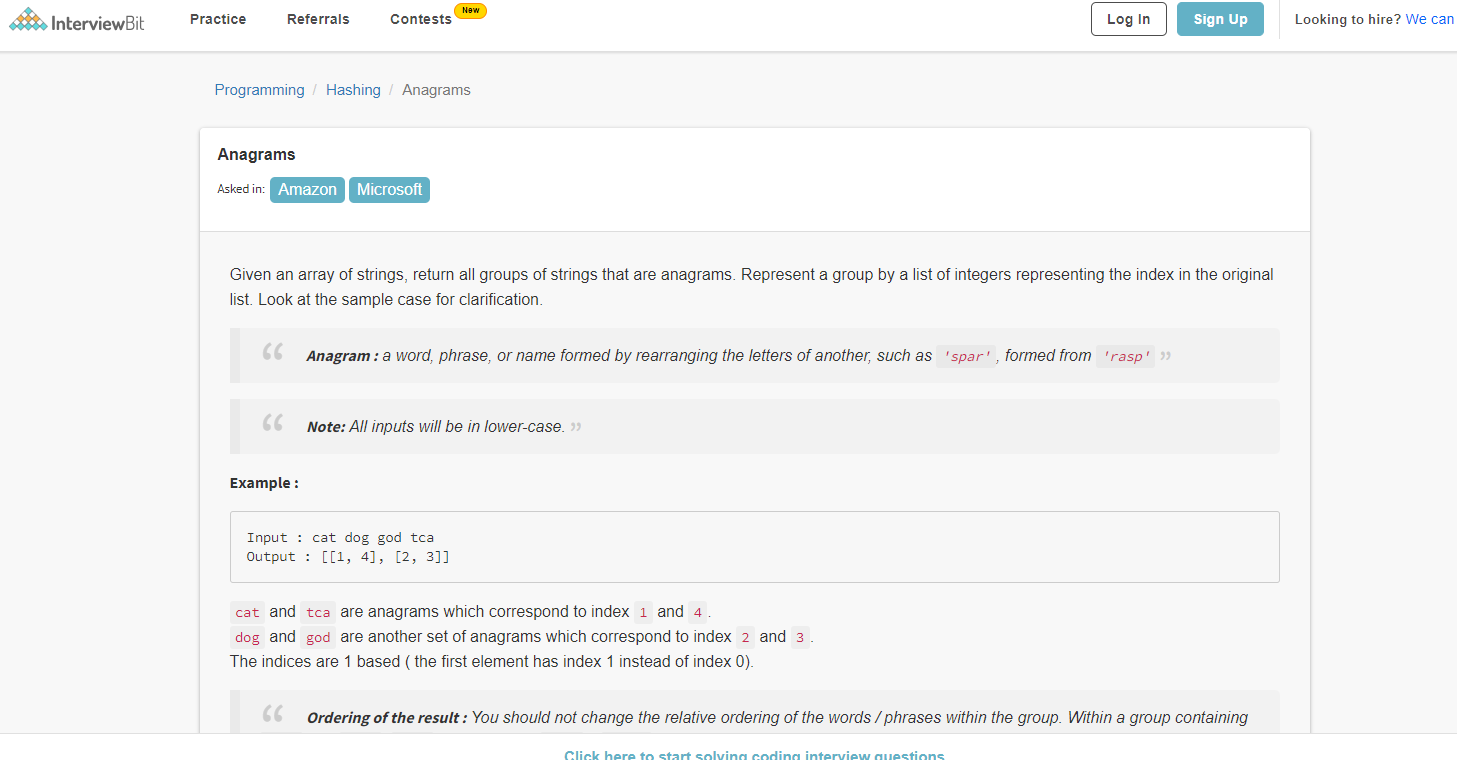 InterviewBit Practice Referrals Contests New Log In Sign Up Looking to hire? We can
Programming / Hashing / Anagrams
Anagrams
Asked in: Amazon Microsoft
Given an array of strings, return all groups of strings that are anagrams. Represent a group by a list of integers representing the index in the original
list. Look at the sample case for clarification.
“ Anagram : a word, phrase, or name formed by rearranging the letters of another, such as 'spar', formed from 'rasp' ”
“ Note: All inputs will be in lower-case. ”
Example :
Input : cat dog god tca
Output : [[1, 4], [2, 3]]
cat and tca are anagrams which correspond to index 1 and 4 .
dog and god are another set of anagrams which correspond to index 2 and 3 .
The indices are 1 based ( the first element has index 1 instead of index 0).
“ Ordering of the result : You should not change the relative ordering of the words / phrases within the group. Within a group containing
Click here to start solving coding interview questions